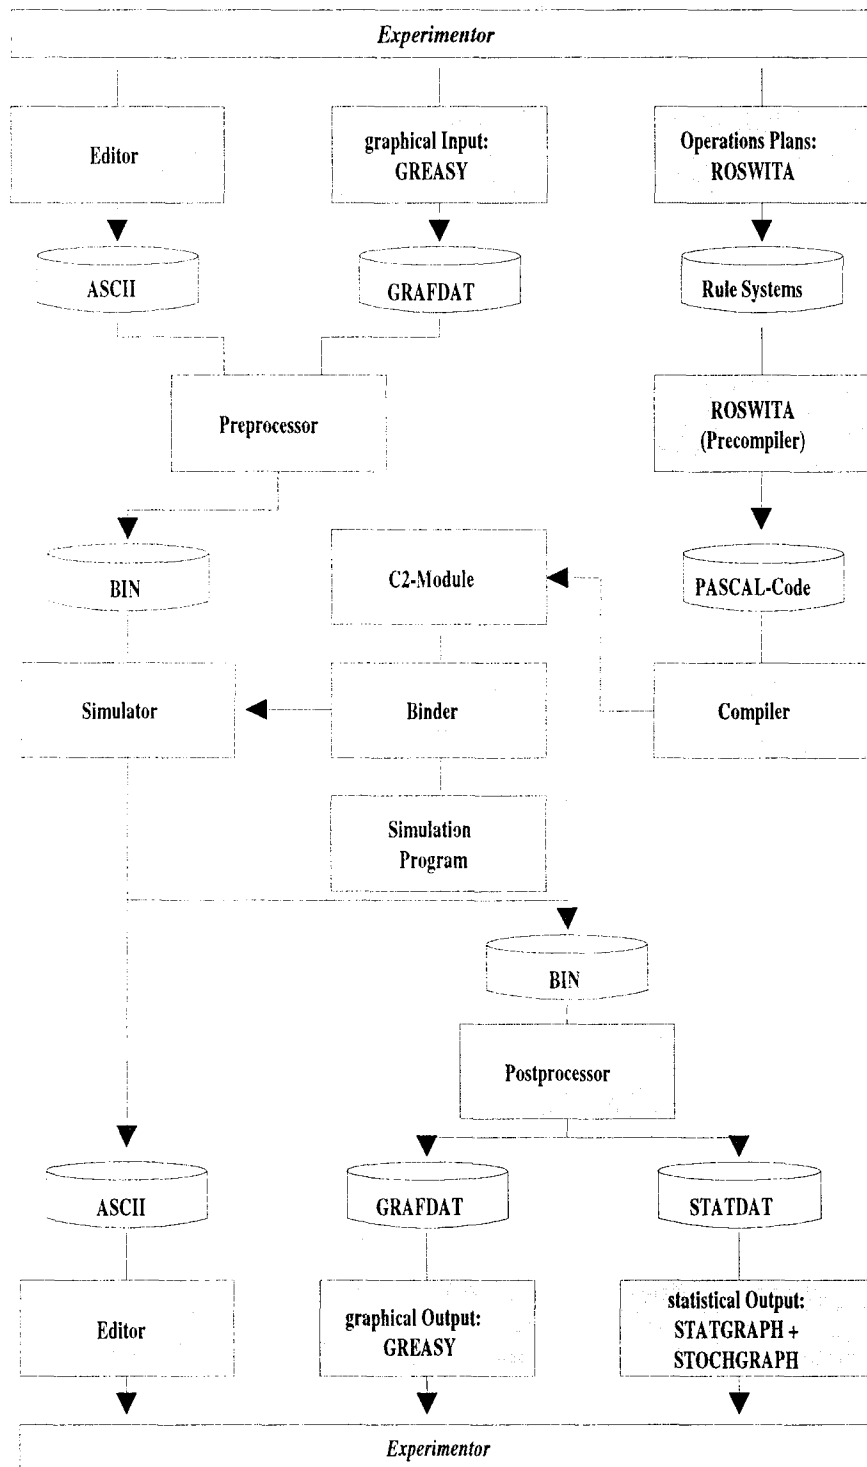 Experimentor
Editor
graphical Input:
GREASY
Operations Plans:
ROSWITA
ASCII
GRAFDAT
Rule Systems
Preprocessor
ROSWITA
(Precompiler)
BIN
C2-Module
PASCAL-Code
Simulator
Binder
Compiler
Simulation
Program
BIN
Postprocessor
ASCII
GRAFDAT
STATDAT
Editor
graphical Output:
GREASY
statistical Output:
STATGRAPH +
STOCHGRAPH
Experimentor